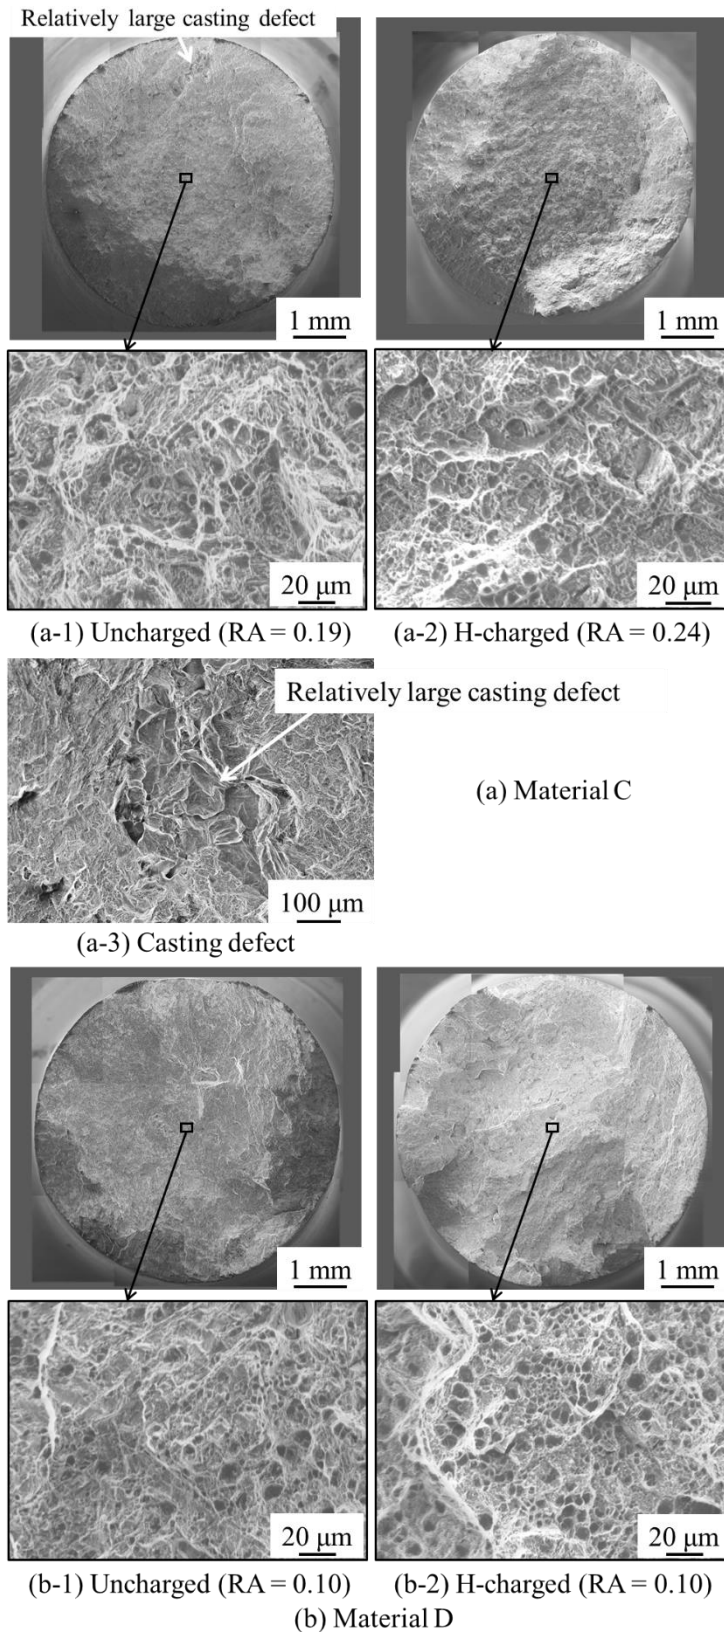 Relatively large casting defect
1 mm
1 mm
20 μm
20 μm
(a-1) Uncharged (RA = 0.19)
(a-2) H-charged (RA = 0.24)
Relatively large casting defect
(a) Material C
100 μm
(a-3) Casting defect
1 mm
1 mm
20 μm
20 μm
(b-1) Uncharged (RA = 0.10)
(b-2) H-charged (RA = 0.10)
(b) Material D